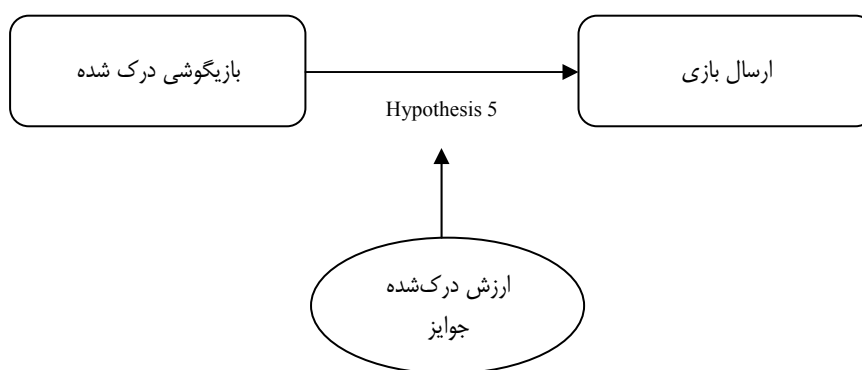 بازیگوشی درک شده
ارسال بازی
Hypothesis 5
ارزش درک‌شده
جوایز